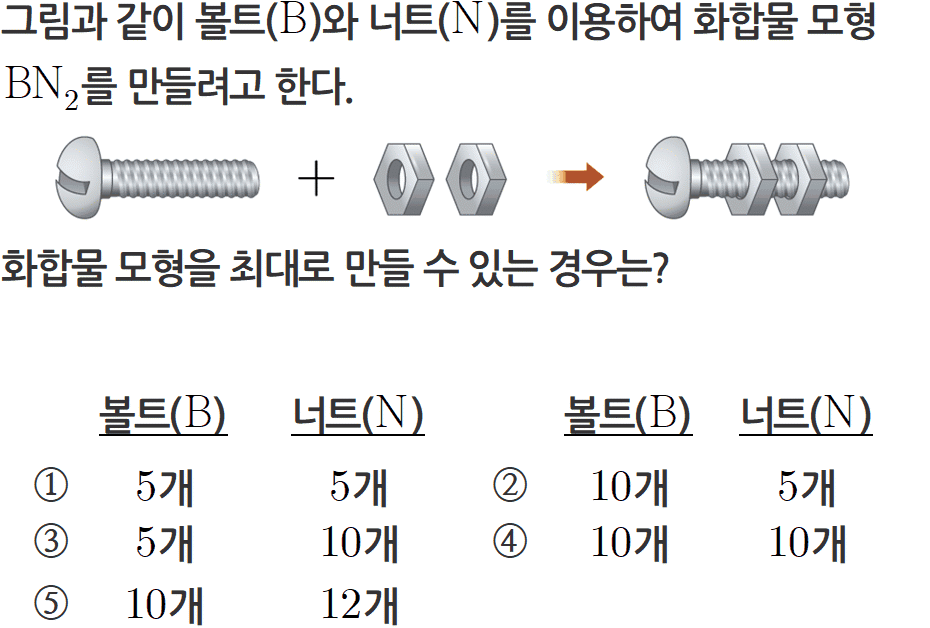 그림과 같이 볼트(B)와 너트(N)를 이용하여 화합물 모형
BN₂를 만들려고 한다.
+
화합물 모형을 최대로 만들 수 있는 경우는?
볼트(B) 너트(N) 볼트(B) 너트(N)
① 5개 5개 ② 10개 5개
③ 5개 10개 ④ 10개 10개
⑤ 10개 12개